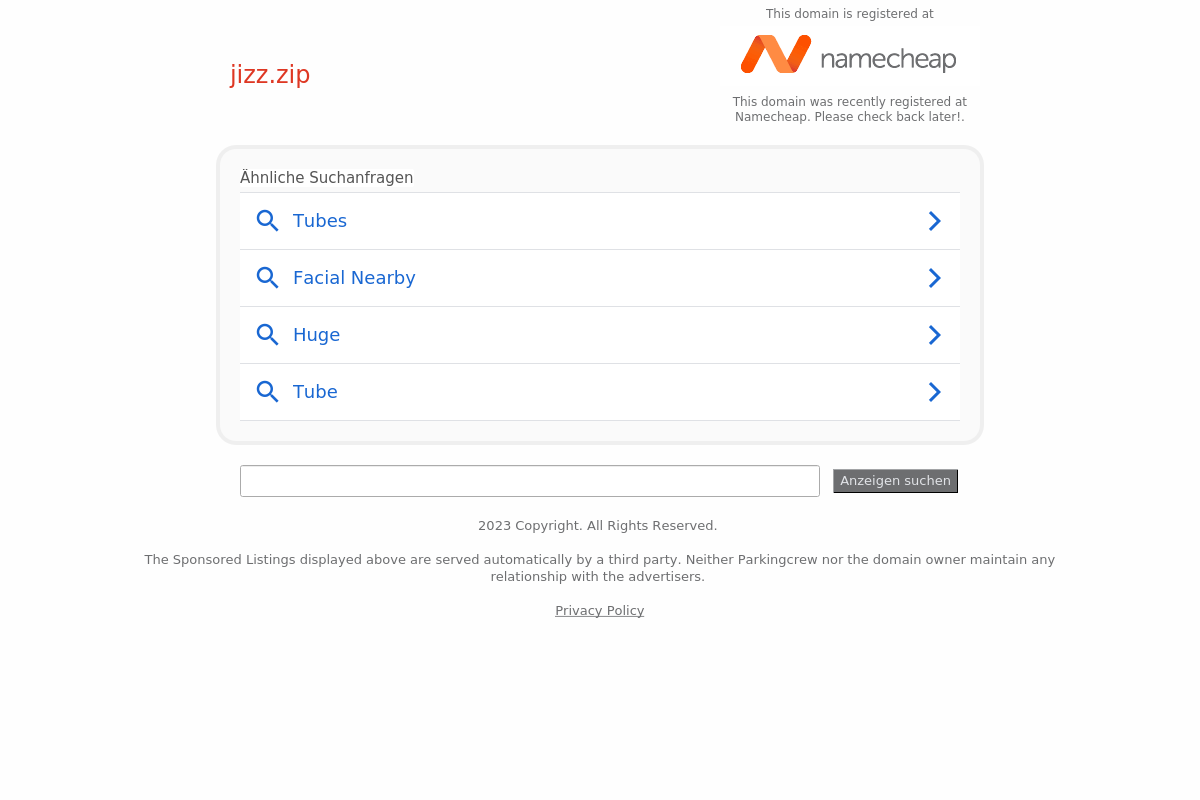 This domain is registered at
namecheap
jizz.zip
This domain was recently registered at
Namecheap. Please check back later!.
Ähnliche Suchanfragen
Tubes
Facial Nearby
Huge
Tube
Anzeigen suchen
2023 Copyright. All Rights Reserved.
The Sponsored Listings displayed above are served automatically by a third party. Neither Parkingcrew nor the domain owner maintain any
relationship with the advertisers.
Privacy Policy